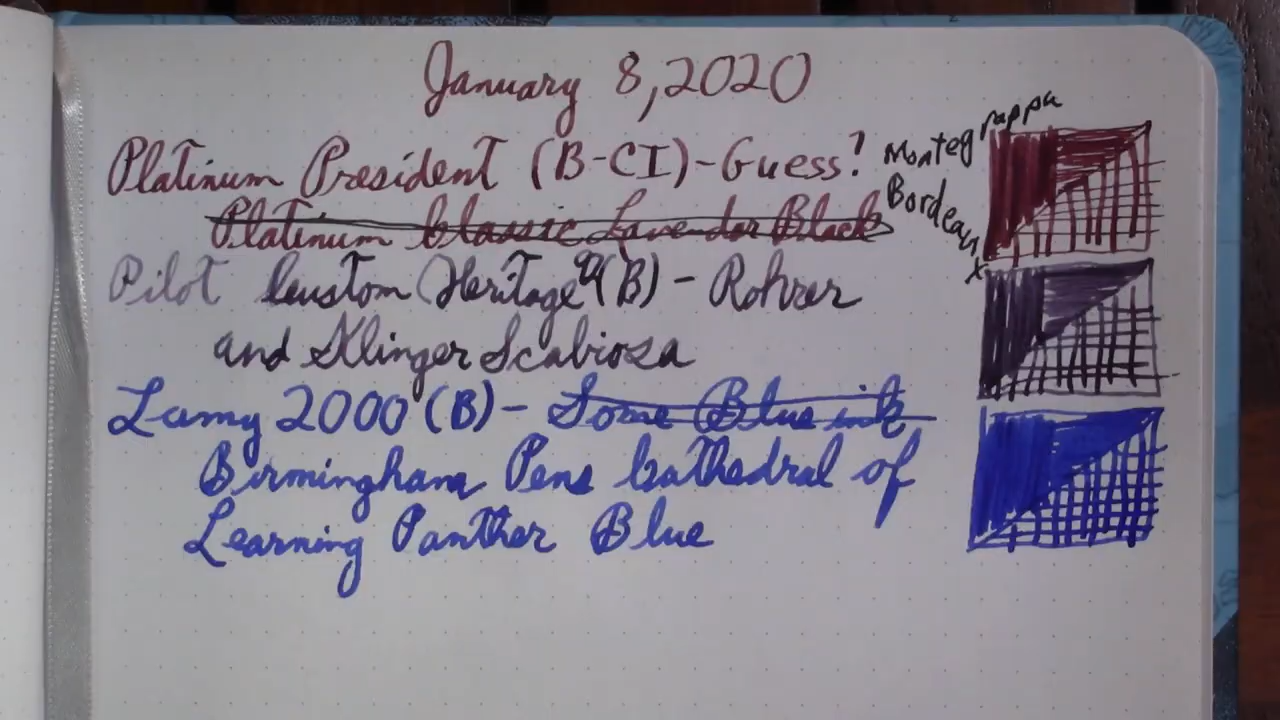 January 8, 2020
Platinum President (B-CI)-Guess?
Montegrappa
Bordeaux
Platinum Classic Lavender Black
Pilot Custom Heritage 91 (B) - Rohrer
and Klinger Scabiosa
Lamy 2000 (B) - Some Blue ink
Birmingham Pens Cathedral of
Learning Panther Blue